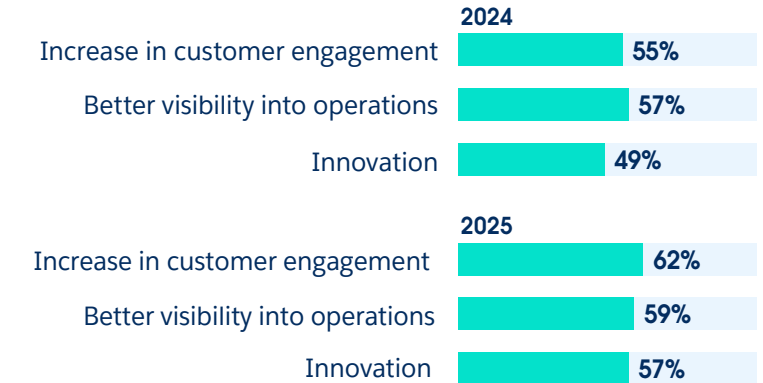 2024
Increase in customer engagement 55%
Better visibility into operations 57%
Innovation 49%
2025
Increase in customer engagement 62%
Better visibility into operations 59%
Innovation 57%